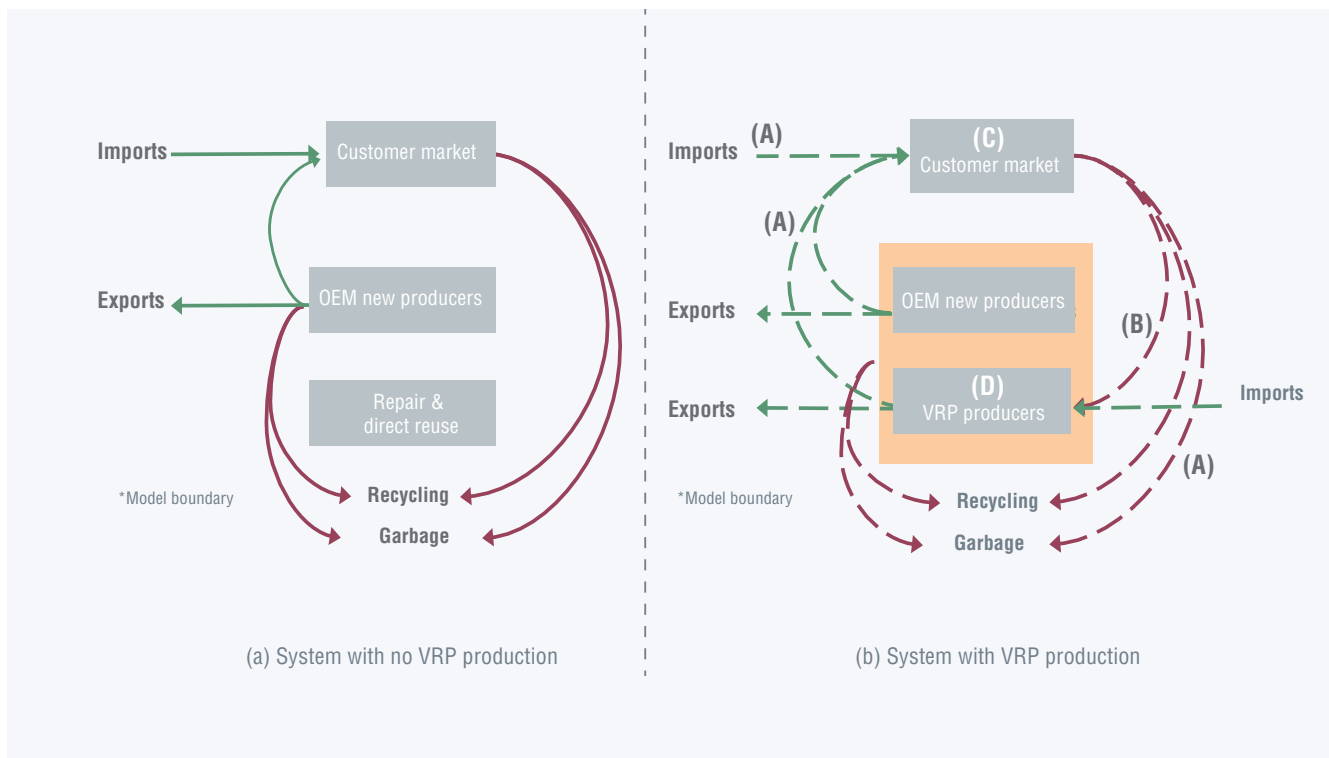 Imports
Customer market
Exports
OEM new producers
Repair &
direct reuse
*Model boundary
Recycling
Garbage
(a) System with no VRP production
Imports
(A)
(C)
Customer market
(A)
Exports
OEM new producers
(B)
Exports
(D)
VRP producers
Imports
(A)
*Model boundary
Recycling
Garbage
(b) System with VRP production